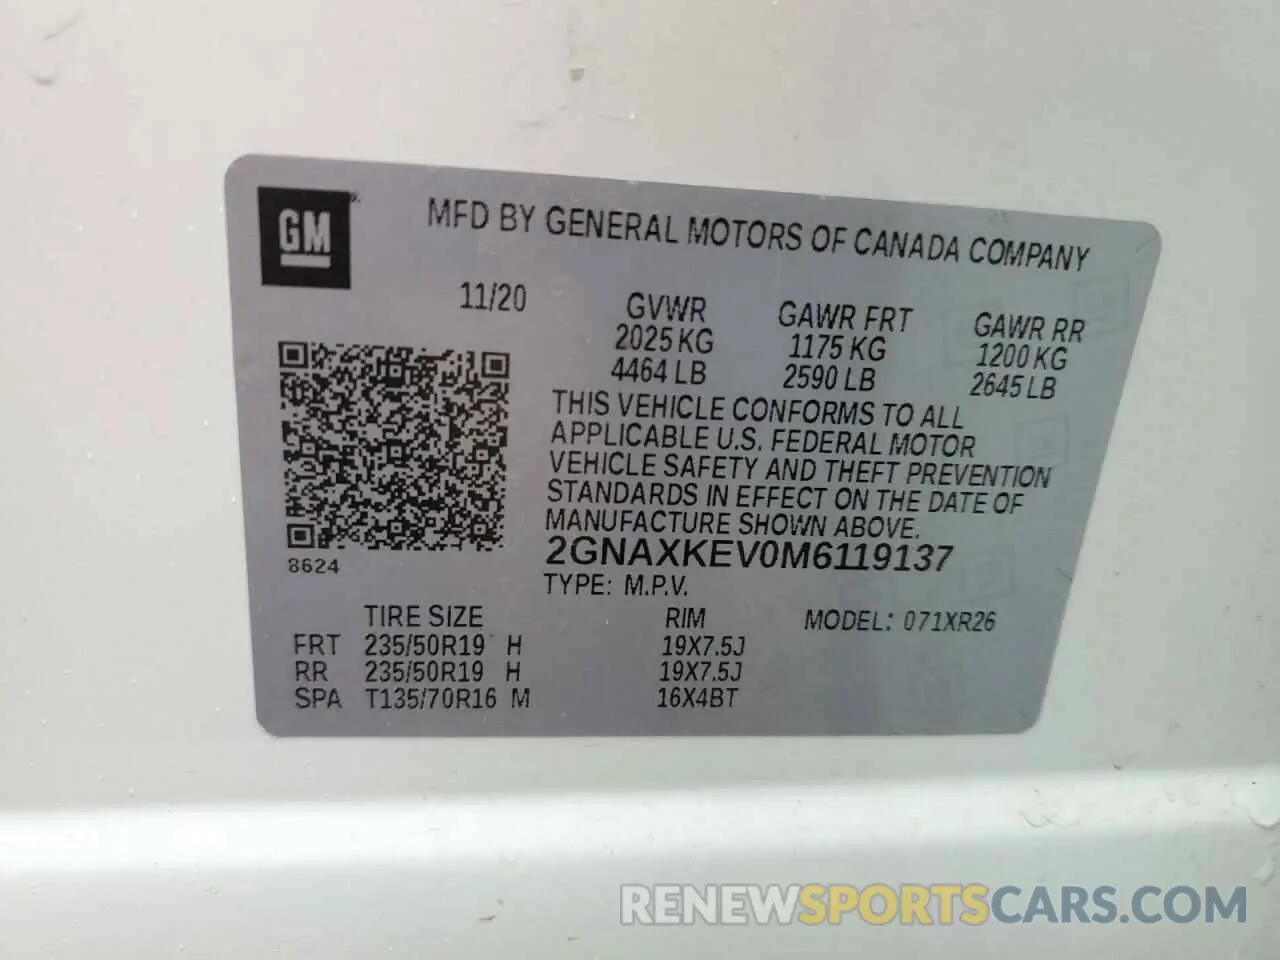 GM
MFD BY GENERAL MOTORS OF CANADA COMPANY
11/20
GVWR GAWR FRT GAWR RR
2025 KG 1175 KG 1200 KG
4464 LB 2590 LB 2645 LB
THIS VEHICLE CONFORMS TO ALL
APPLICABLE U.S. FEDERAL MOTOR
VEHICLE SAFETY AND THEFT PREVENTION
STANDARDS IN EFFECT ON THE DATE OF
MANUFACTURE SHOWN ABOVE.
2GNAXKEV0M6119137
8624
TYPE: M.P.V.
TIRE SIZE RIM MODEL: 071XR26
FRT 235/50R19 H 19X7.5J
RR 235/50R19 H 19X7.5J
SPA T135/70R16 M 16X4BT
RENEWSPORTSCARS.COM